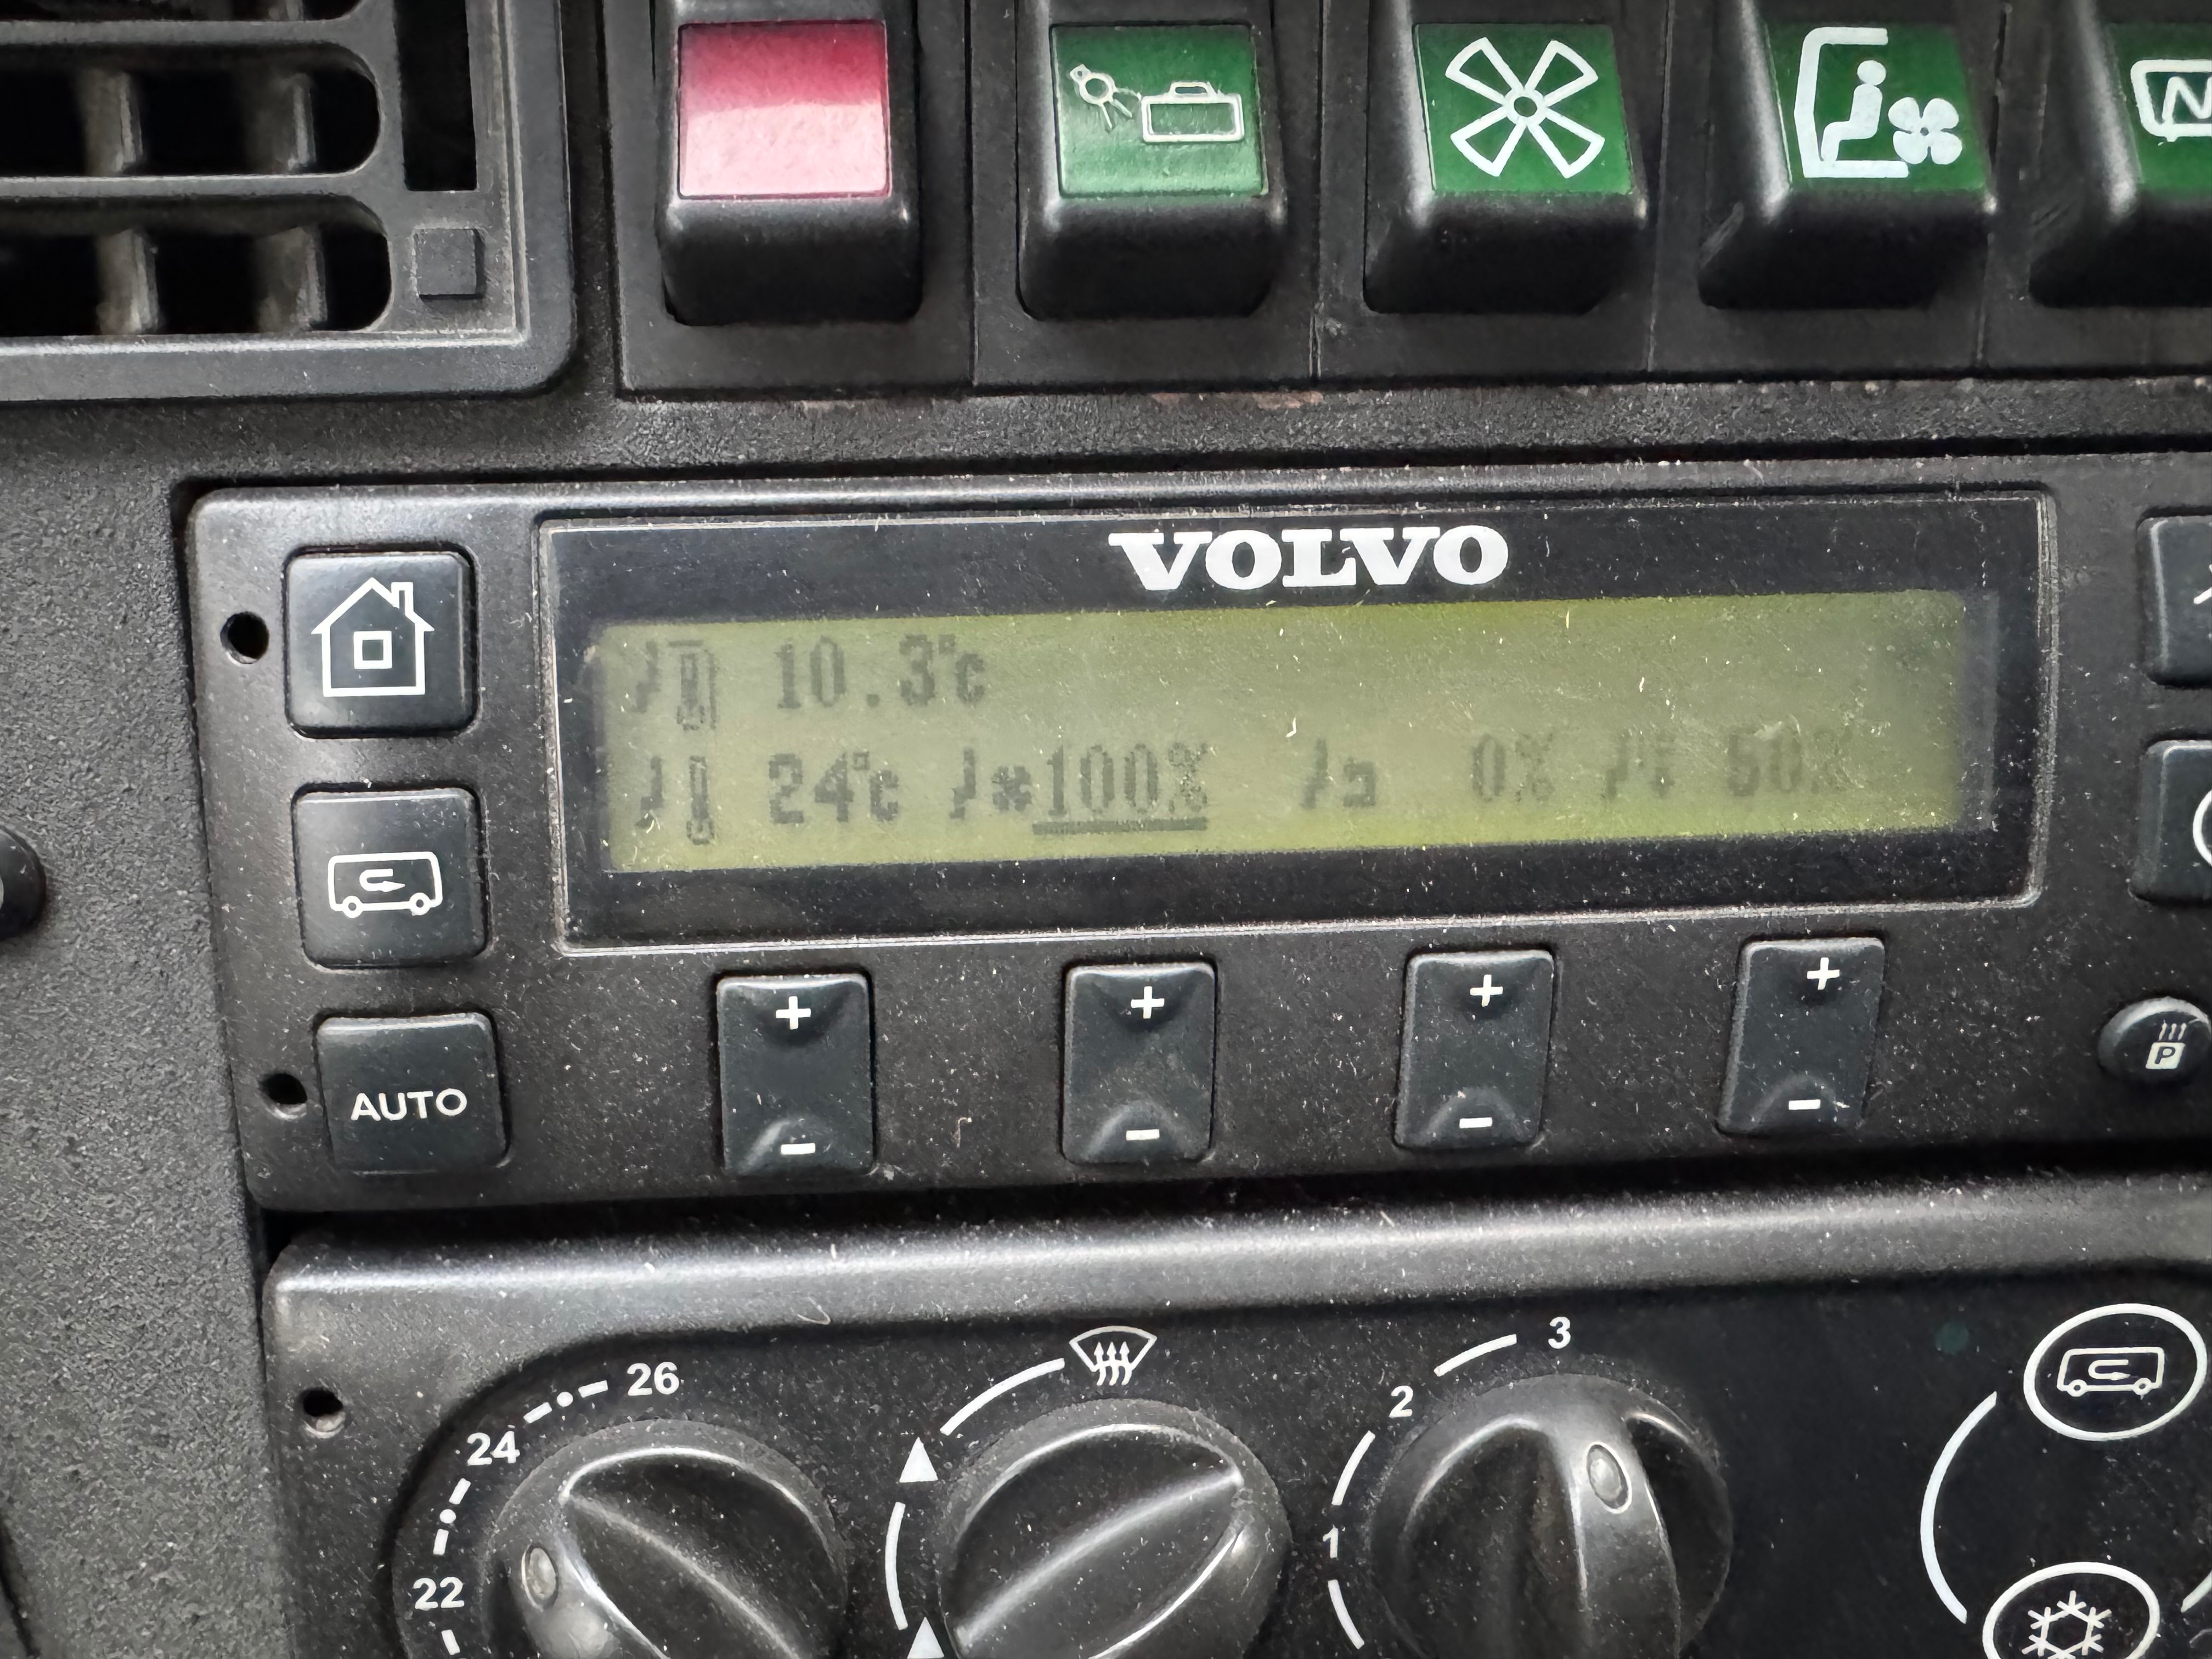 N
VOLVO
10.3°c
24°c *100% 0% 50%
+ + + +
- - - -
AUTO
P
26
24
22
3
2
1